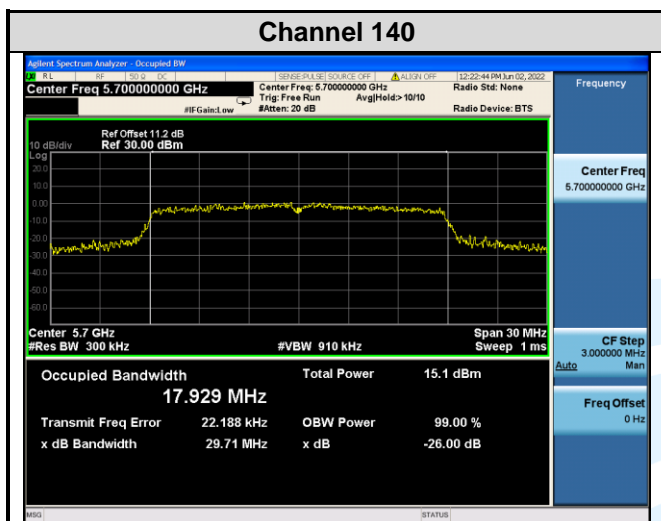 Channel 140
Agilent Spectrum Analyzer - Occupied BW
RL RF 50 Ω DC SENSE:PULSE SOURCE OFF ALIGN OFF 12:22:44 PM Jun 02, 2022
Center Freq 5.700000000 GHz
Center Freq: 5.700000000 GHz
Radio Std: None
Trig: Free Run Avg|Hold:> 10/10
#IFGain:Low #Atten: 20 dB Radio Device: BTS
Ref Offset 11.2 dB
10 dB/div Ref 30.00 dBm
Log
20.0
10.0
0.00
-10.0
-20.0
-30.0
-40.0
-50.0
-60.0
Center 5.7 GHz Span 30 MHz
#Res BW 300 kHz #VBW 910 kHz Sweep 1 ms
Occupied Bandwidth Total Power 15.1 dBm
17.929 MHz
Transmit Freq Error 22.188 kHz OBW Power 99.00 %
x dB Bandwidth 29.71 MHz x dB -26.00 dB
MSG STATUS
Frequency
Center Freq
5.700000000 GHz
CF Step
3.000000 MHz
Auto Man
Freq Offset
0 Hz